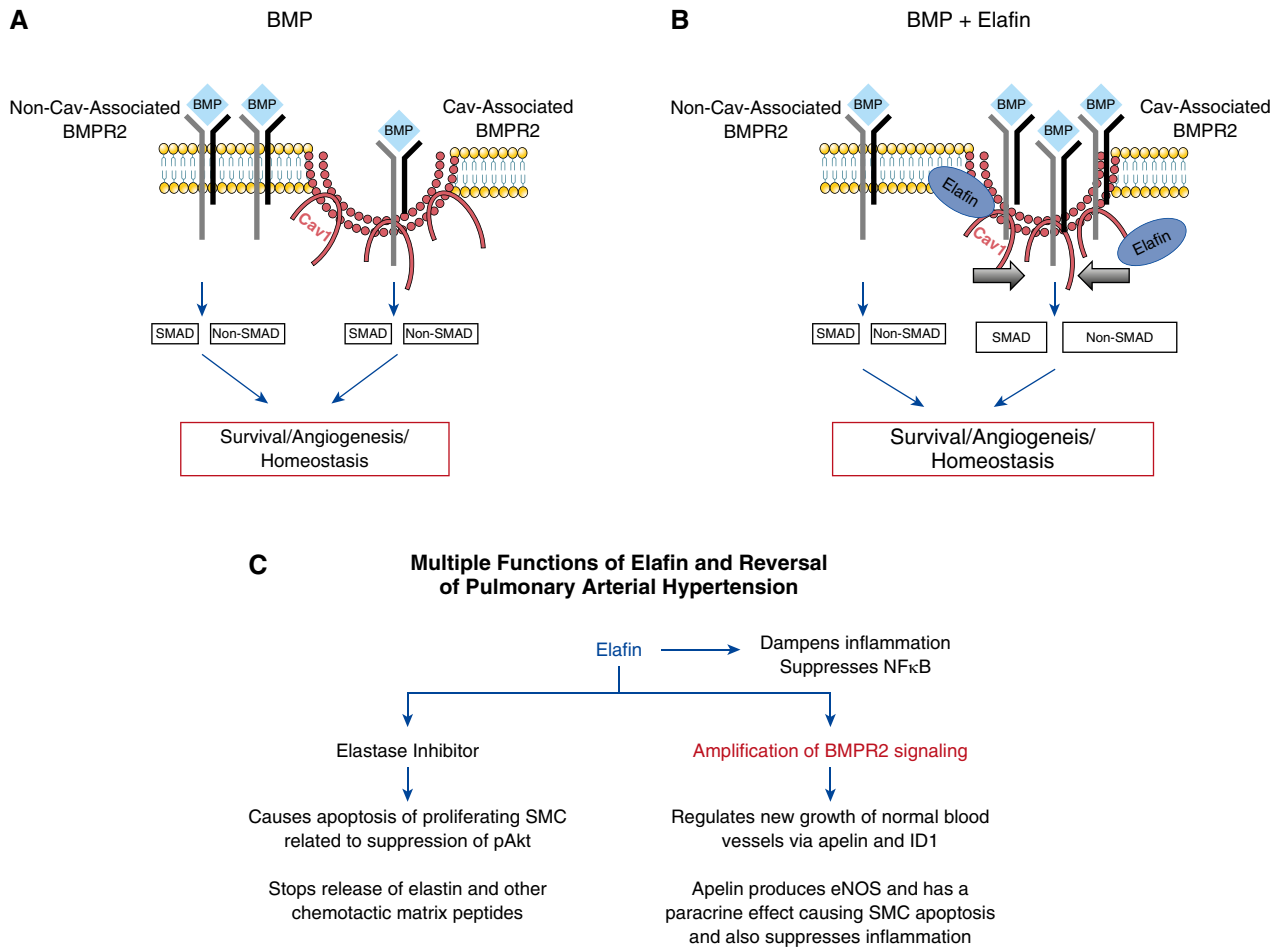 A
BMP
Non-Cav-Associated
BMPR2
BMP
BMP
BMP
Cav-Associated
BMPR2
Cav1
SMAD
Non-SMAD
SMAD
Non-SMAD
Survival/Angiogenesis/
Homeostasis
B
BMP + Elafin
Non-Cav-Associated
BMPR2
BMP
BMP
BMP
BMP
Cav-Associated
BMPR2
Elafin
Cav1
Elafin
SMAD
Non-SMAD
SMAD
Non-SMAD
Survival/Angiogeneis/
Homeostasis
C
Multiple Functions of Elafin and Reversal
of Pulmonary Arterial Hypertension
Elafin
Dampens inflammation
Suppresses NFκB
Elastase Inhibitor
Causes apoptosis of proliferating SMC
related to suppression of pAkt
Stops release of elastin and other
chemotactic matrix peptides
Amplification of BMPR2 signaling
Regulates new growth of normal blood
vessels via apelin and ID1
Apelin produces eNOS and has a
paracrine effect causing SMC apoptosis
and also suppresses inflammation